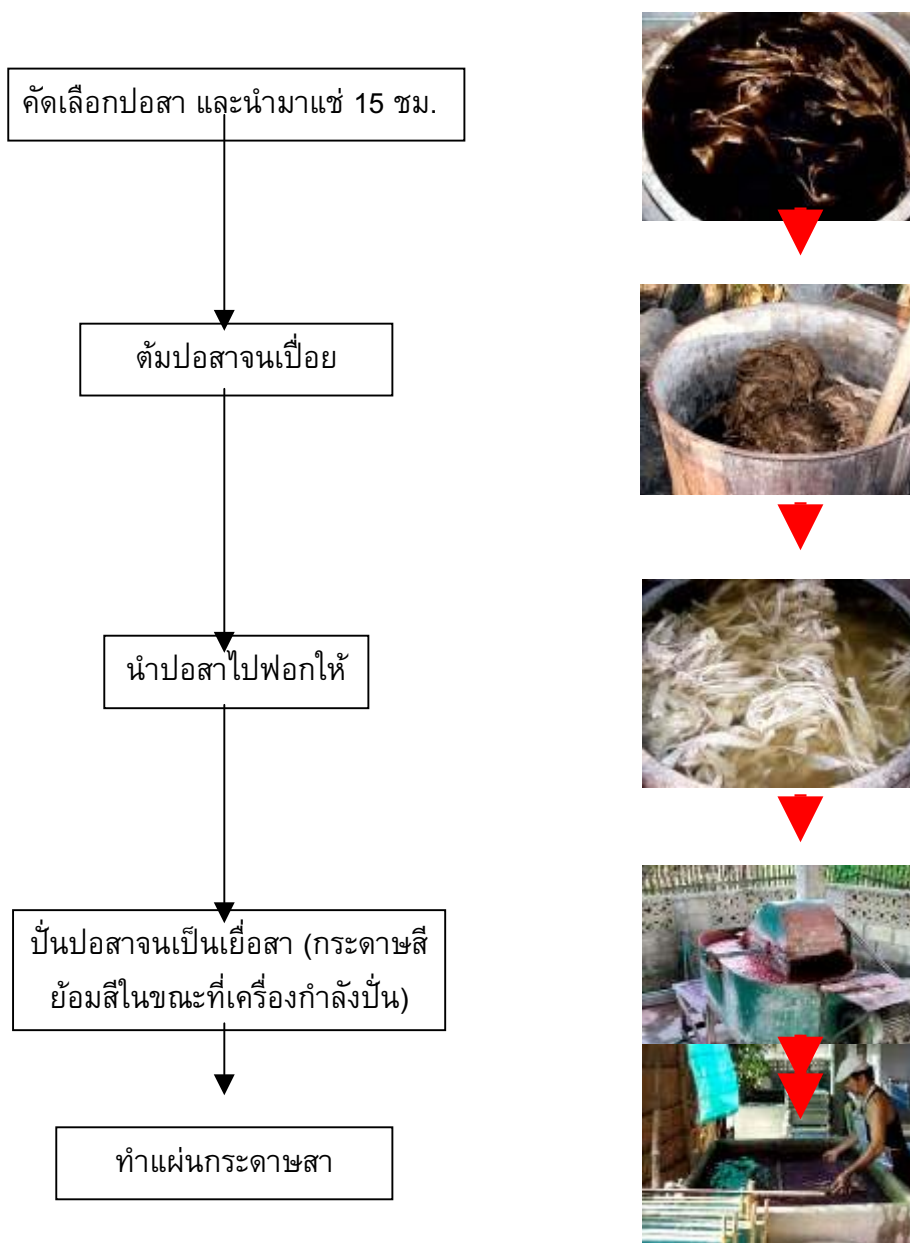 คัดเลือกปอสา และนำมาแช่ 15 ชม.
ต้มปอสาจนเปื่อย
นำปอสาไปฟอกให้
ปั่นปอสาจนเป็นเยื่อสา (กระดาษสี
ย้อมสีในขณะที่เครื่องกำลังปั่น)
ทำแผ่นกระดาษสา